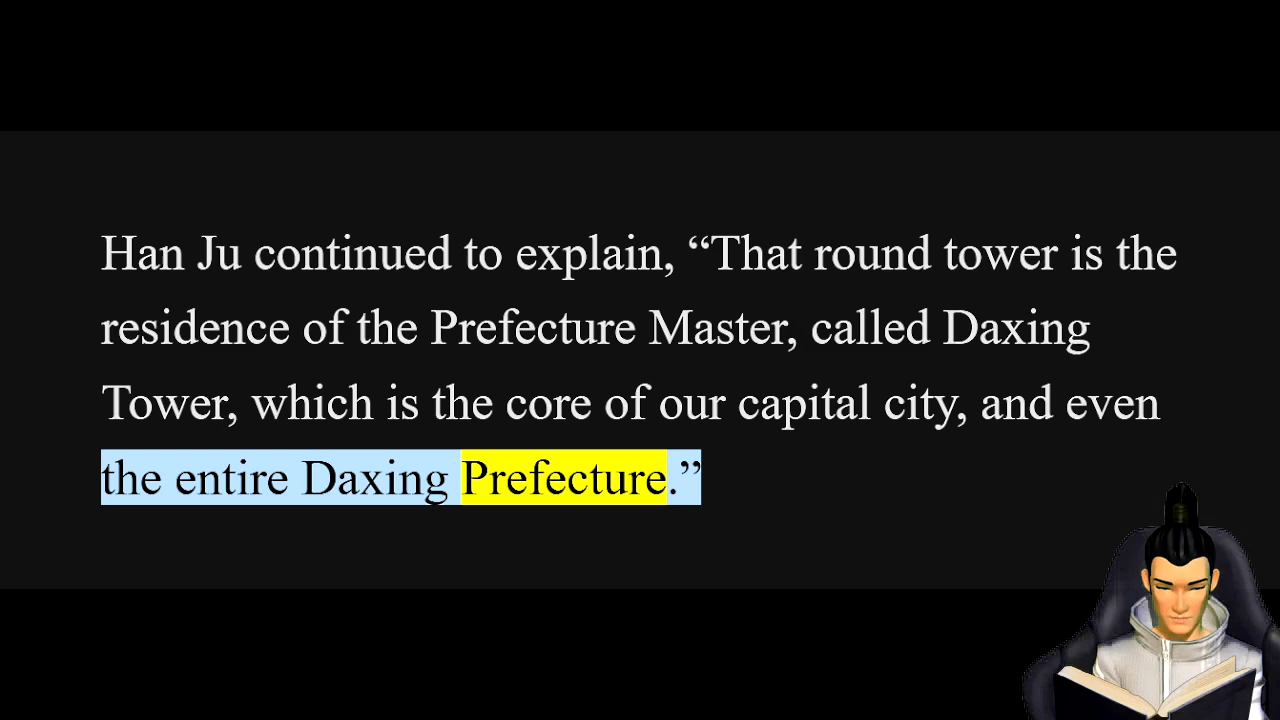 Han Ju continued to explain, “That round tower is the
residence of the Prefecture Master, called Daxing
Tower, which is the core of our capital city, and even
the entire Daxing Prefecture.”